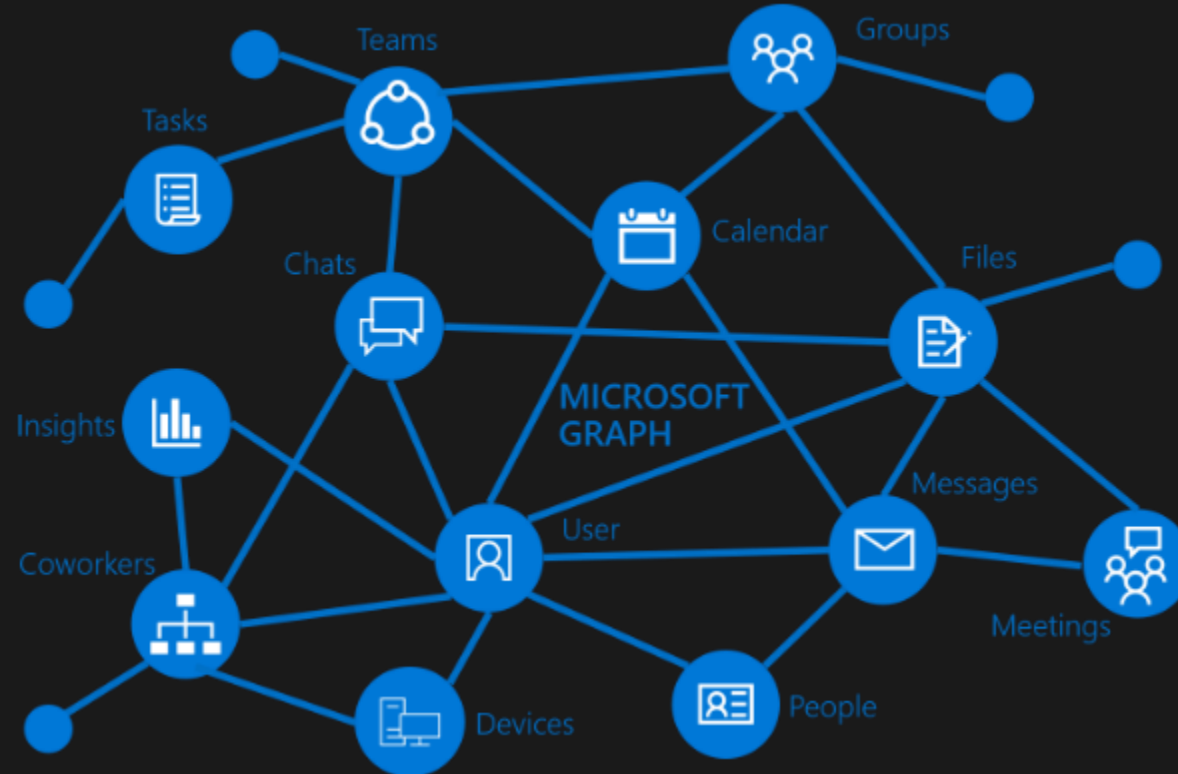 Teams
Groups
Tasks
Calendar
Chats
Files
MICROSOFT
GRAPH
Insights
Messages
User
Coworkers
Meetings
People
Devices